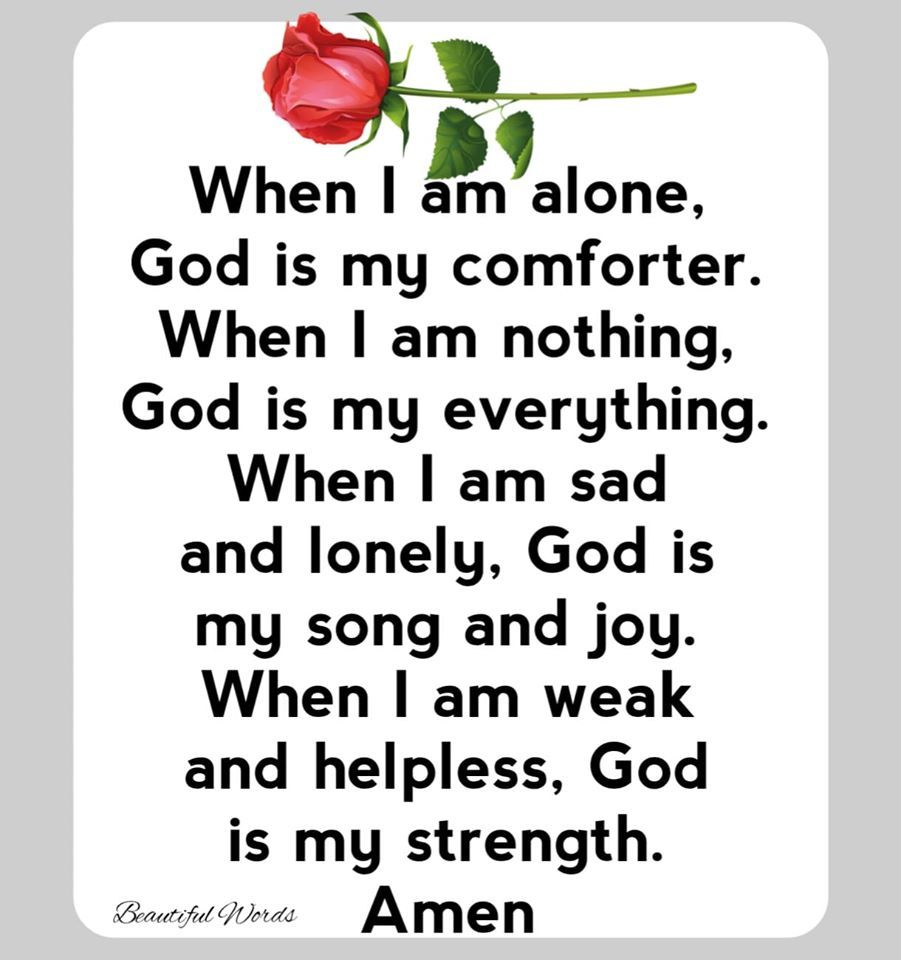 When I am alone,
God is my comforter.
When I am nothing,
God is my everything.
When I am sad
and lonely, God is
my song and joy.
When I am weak
and helpless, God
is my strength.
Amen
Beautiful Words